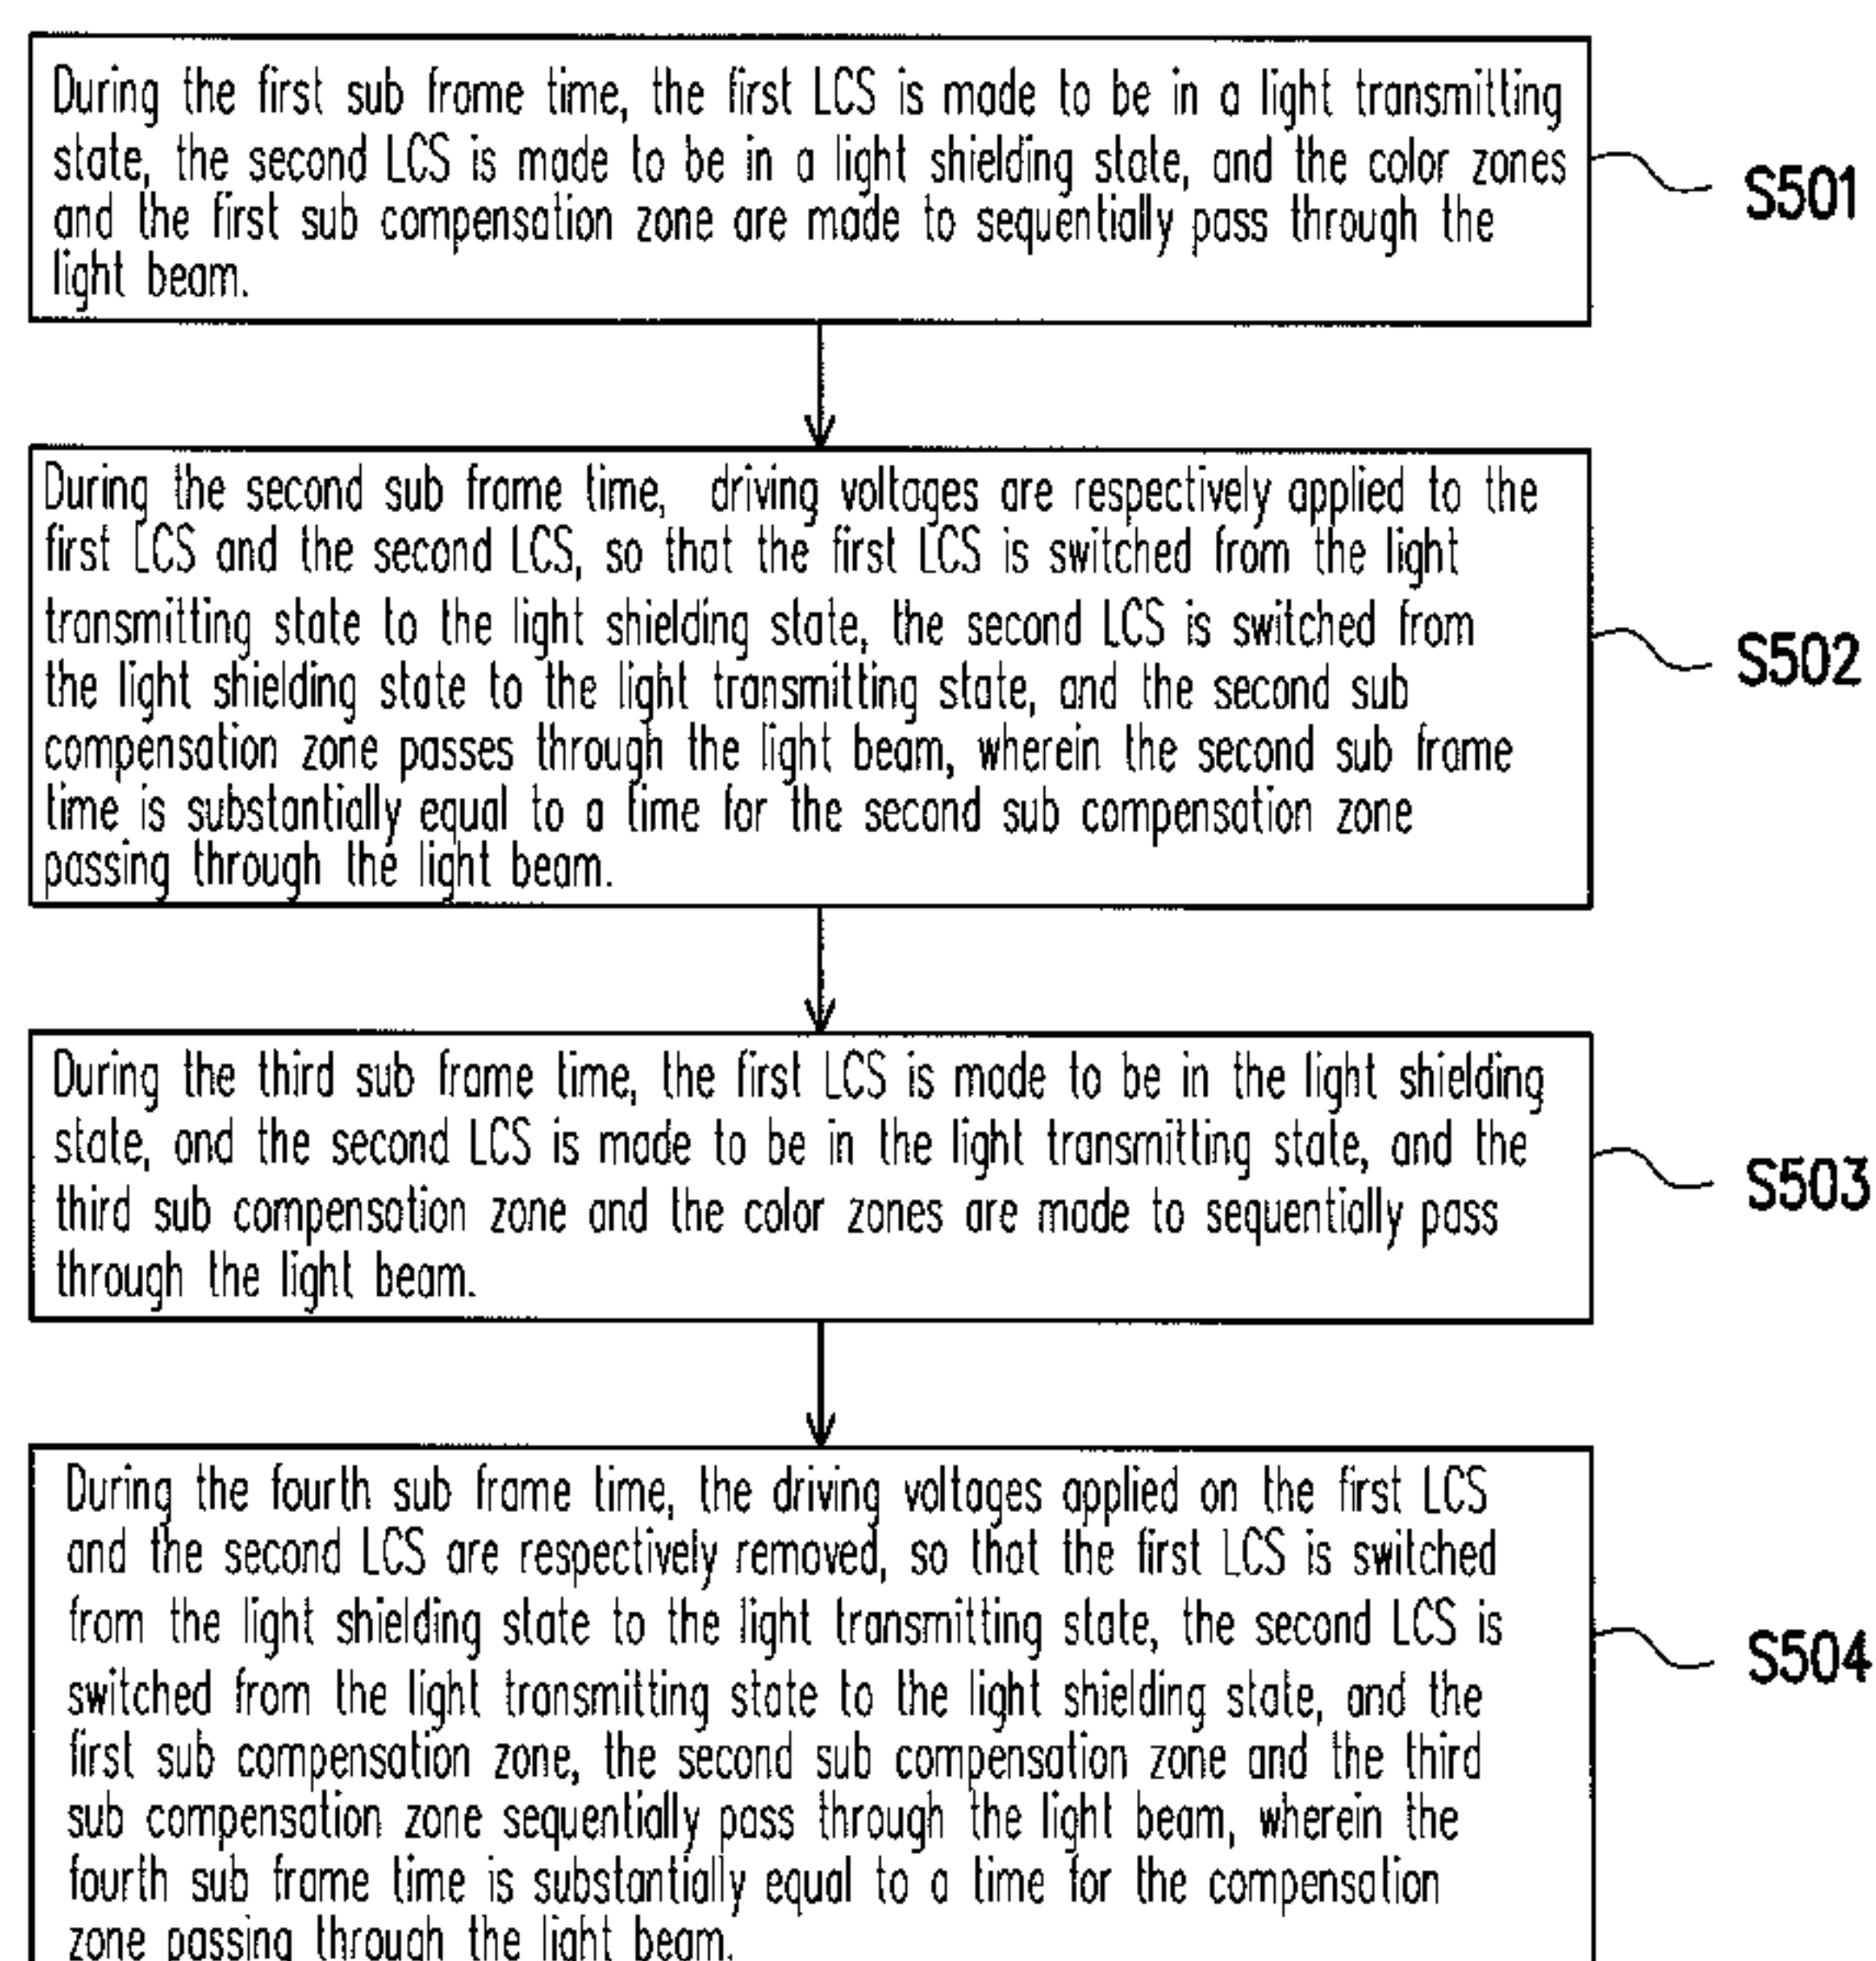 During the first sub frame time, the first LCS is made to be in a light transmitting
state, the second LCS is made to be in a light shielding state, and the color zones
and the first sub compensation zone are made to sequentially pass through the
light beam.
S501
During the second sub frame time, driving voltages are respectively applied to the
first LCS and the second LCS, so that the first LCS is switched from the light
transmitting state to the light shielding state, the second LCS is switched from
the light shielding state to the light transmitting state, and the second sub
compensation zone passes through the light beam, wherein the second sub frame
time is substantially equal to a time for the second sub compensation zone
passing through the light beam.
S502
During the third sub frame time, the first LCS is made to be in the light shielding
state, and the second LCS is made to be in the light transmitting state, and the
third sub compensation zone and the color zones are made to sequentially pass
through the light beam.
S503
During the fourth sub frame time, the driving voltages applied on the first LCS
and the second LCS are respectively removed, so that the first LCS is switched
from the light shielding state to the light transmitting state, the second LCS is
switched from the light transmitting state to the light shielding state, and the
first sub compensation zone, the second sub compensation zone and the third
sub compensation zone sequentially pass through the light beam, wherein the
fourth sub frame time is substantially equal to a time for the compensation
zone passing through the light beam.
S504